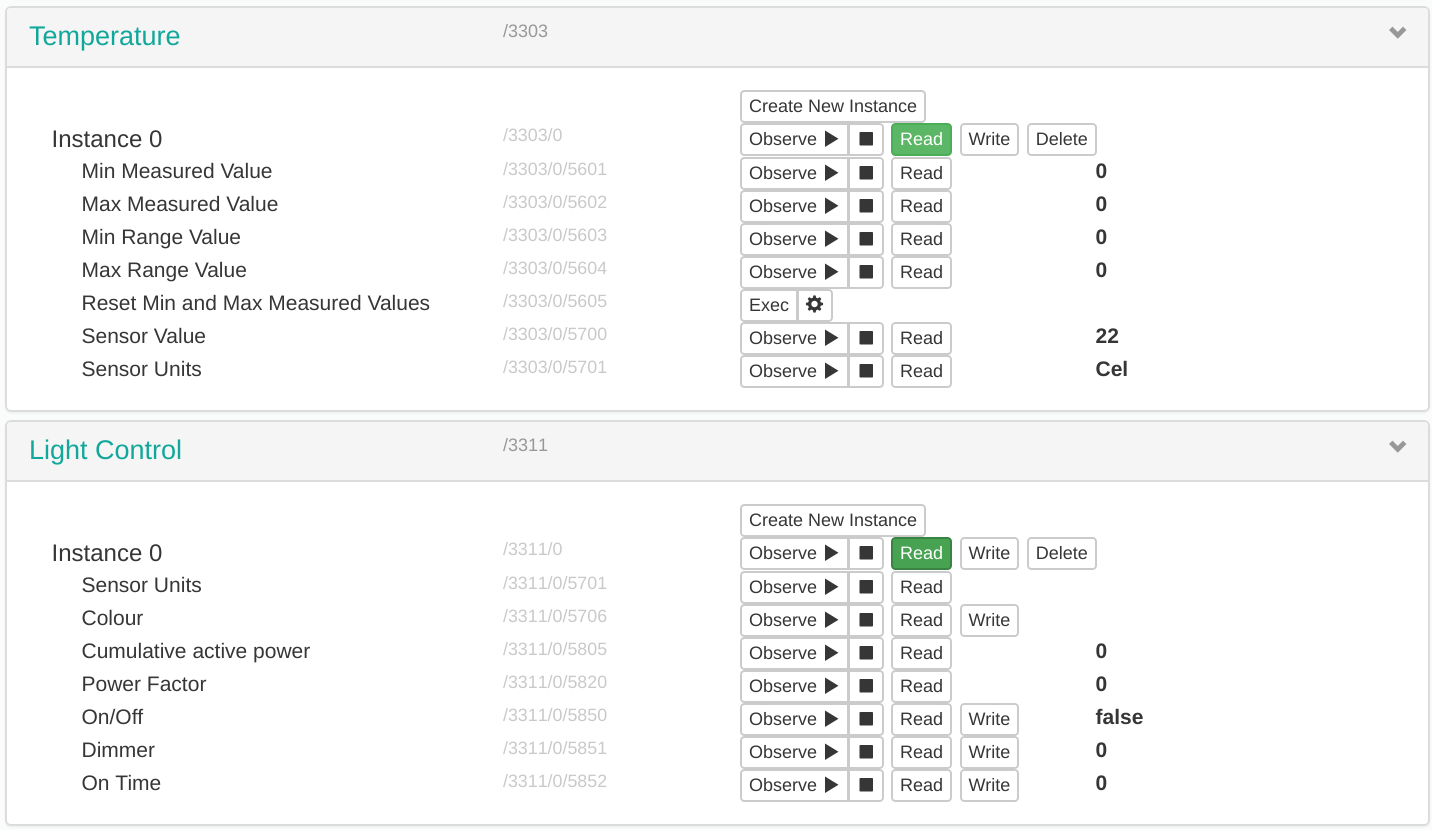 Temperature /3303
Create New Instance
Instance 0 /3303/0 Observe Read Write Delete
Min Measured Value /3303/0/5601 Observe Read 0
Max Measured Value /3303/0/5602 Observe Read 0
Min Range Value /3303/0/5603 Observe Read 0
Max Range Value /3303/0/5604 Observe Read 0
Reset Min and Max Measured Values /3303/0/5605 Exec
Sensor Value /3303/0/5700 Observe Read 22
Sensor Units /3303/0/5701 Observe Read Cel
Light Control /3311
Create New Instance
Instance 0 /3311/0 Observe Read Write Delete
Sensor Units /3311/0/5701 Observe Read
Colour /3311/0/5706 Observe Read Write
Cumulative active power /3311/0/5805 Observe Read 0
Power Factor /3311/0/5820 Observe Read 0
On/Off /3311/0/5850 Observe Read Write false
Dimmer /3311/0/5851 Observe Read Write 0
On Time /3311/0/5852 Observe Read Write 0